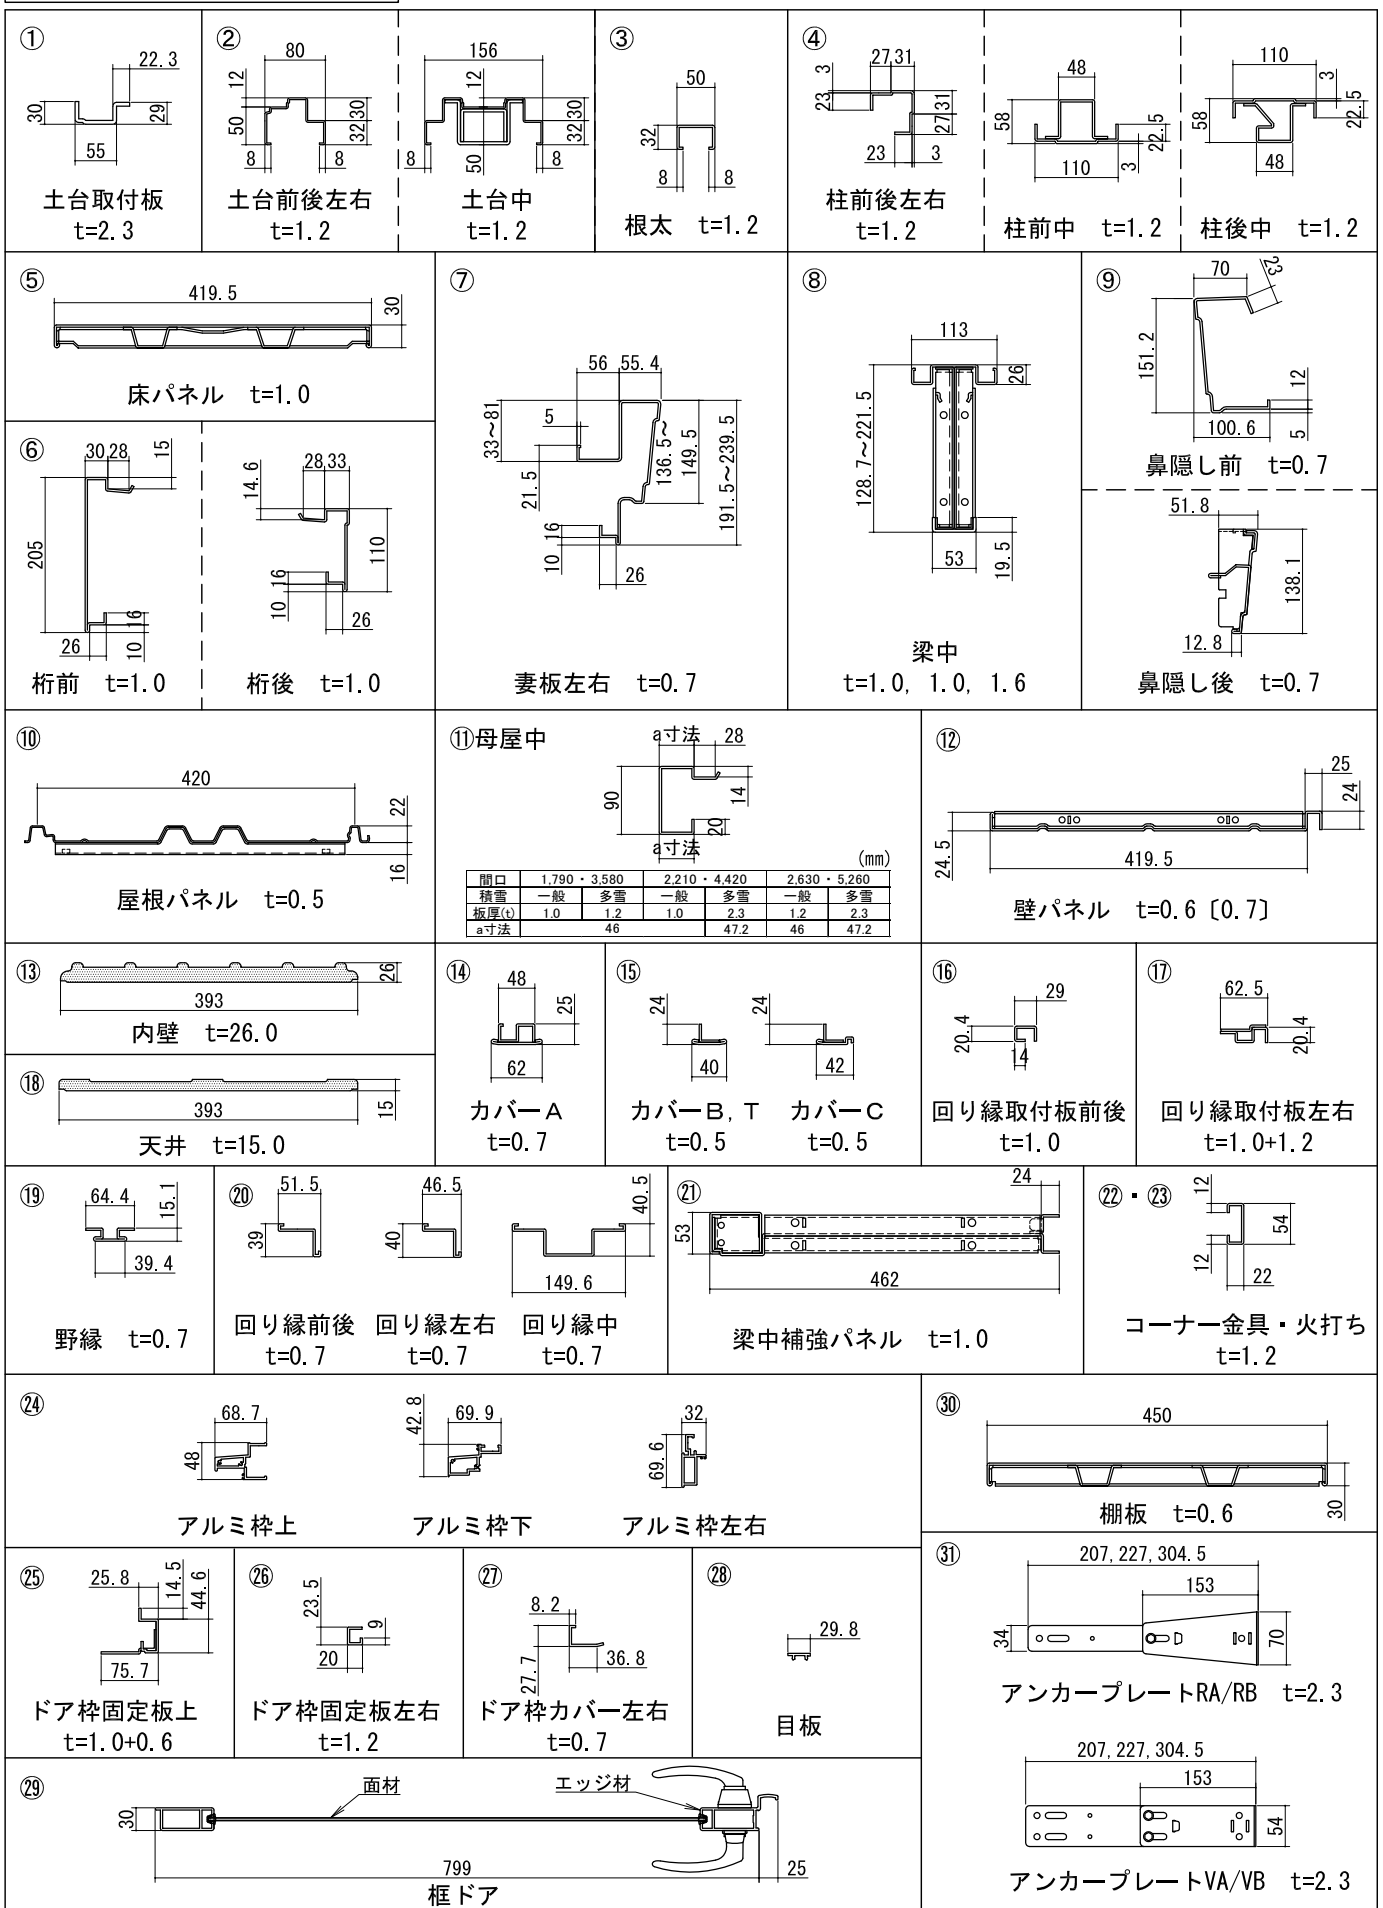 ①
22.3
30
29
55
土台取付板
t=2.3
②
80
12
50
30
32
8
8
土台前後左右
t=1.2
156
12
30
32
8
50
8
土台中
t=1.2
③
50
32
8
8
根太 t=1.2
④
27
31
3
23
31
27
23
3
柱前後左右
t=1.2
48
58
22.5
110
3
柱前中 t=1.2
110
3
58
22.5
48
柱後中 t=1.2
⑤
419.5
30
床パネル t=1.0
⑥
30
28
15
205
26
16
10
桁前 t=1.0
28
33
14.6
110
16
10
26
桁後 t=1.0
⑦
56
55.4
33~81
5
21.5
136.5~
149.5
191.5~239.5
16
10
26
妻板左右 t=0.7
⑧
113
26
128.7~221.5
53
19.5
梁中
t=1.0, 1.0, 1.6
⑨
70
23
151.2
12
100.6
5
鼻隠し前 t=0.7
51.8
138.1
12.8
鼻隠し後 t=0.7
⑩
420
22
16
屋根パネル t=0.5
⑪母屋中
a寸法
28
90
14
20
a寸法
(mm)
間口 1,790・3,580 2,210・4,420 2,630・5,260
積雪 一般 多雪 一般 多雪 一般 多雪
板厚(t) 1.0 1.2 1.0 2.3 1.2 2.3
a寸法 46 47.2 46 47.2
⑫
25
24
24.5
419.5
壁パネル t=0.6〔0.7〕
⑬
26
393
内壁 t=26.0
⑭
48
25
62
カバーA
t=0.7
⑮
24
40
カバーB, T
t=0.5
24
42
カバーC
t=0.5
⑯
29
20.4
14
回り縁取付板前後
t=1.0
⑰
62.5
20.4
回り縁取付板左右
t=1.0+1.2
⑱
393
15
天井 t=15.0
⑲
64.4
15.1
39.4
野縁 t=0.7
⑳
51.5
39
回り縁前後
t=0.7
46.5
40
回り縁左右
t=0.7
40.5
149.6
回り縁中
t=0.7
㉑
24
53
462
梁中補強パネル t=1.0
㉒・㉓
12
54
12
22
コーナー金具・火打ち
t=1.2
㉔
68.7
48
アルミ枠上
42.8
69.9
アルミ枠下
32
69.6
アルミ枠左右
㉚
450
30
棚板 t=0.6
㉕
25.8
14.5
44.6
75.7
ドア枠固定板上
t=1.0+0.6
㉖
23.5
9
20
ドア枠固定板左右
t=1.2
㉗
8.2
27.7
36.8
ドア枠カバー左右
t=0.7
㉘
29.8
目板
㉛
207, 227, 304.5
153
34
70
アンカープレートRA/RB t=2.3
207, 227, 304.5
153
54
アンカープレートVA/VB t=2.3
㉙
面材
エッジ材
30
799
25
框ドア